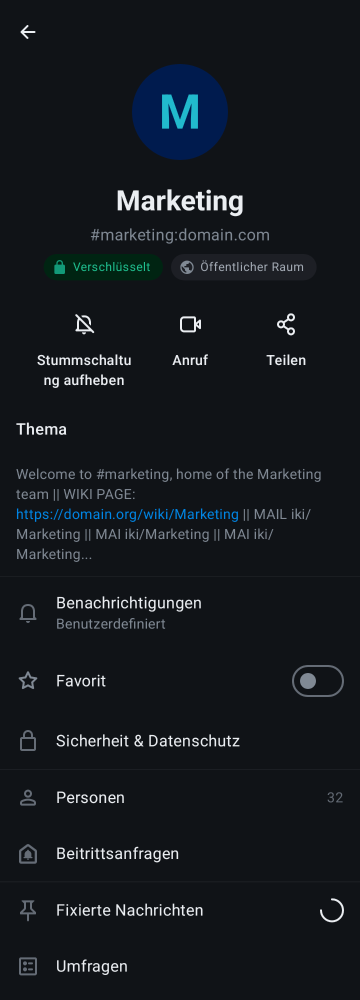 M
Marketing
#marketing:domain.com
Verschlüsselt
Öffentlicher Raum
Stummschaltu
ng aufheben
Anruf
Teilen
Thema
Welcome to #marketing, home of the Marketing
team || WIKI PAGE:
https://domain.org/wiki/Marketing || MAIL iki/
Marketing || MAI iki/Marketing || MAI iki/
Marketing...
Benachrichtigungen
Benutzerdefiniert
Favorit
Sicherheit & Datenschutz
Personen 32
Beitrittsanfragen
Fixierte Nachrichten
Umfragen